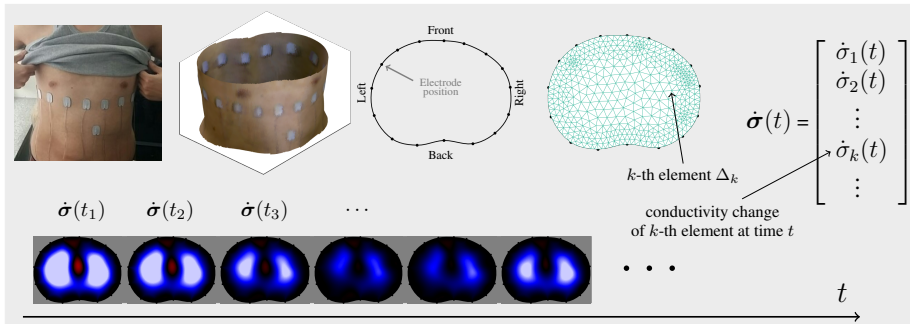 Front
Left
Electrode
position
Right
Back
k-th element Δ_k
σ̇(t) = [σ̇_1(t) σ̇_2(t) ⋮ σ̇_k(t) ⋮]
conductivity change
of k-th element at time t
σ̇(t_1) σ̇(t_2) σ̇(t_3) ⋯
• • •
t